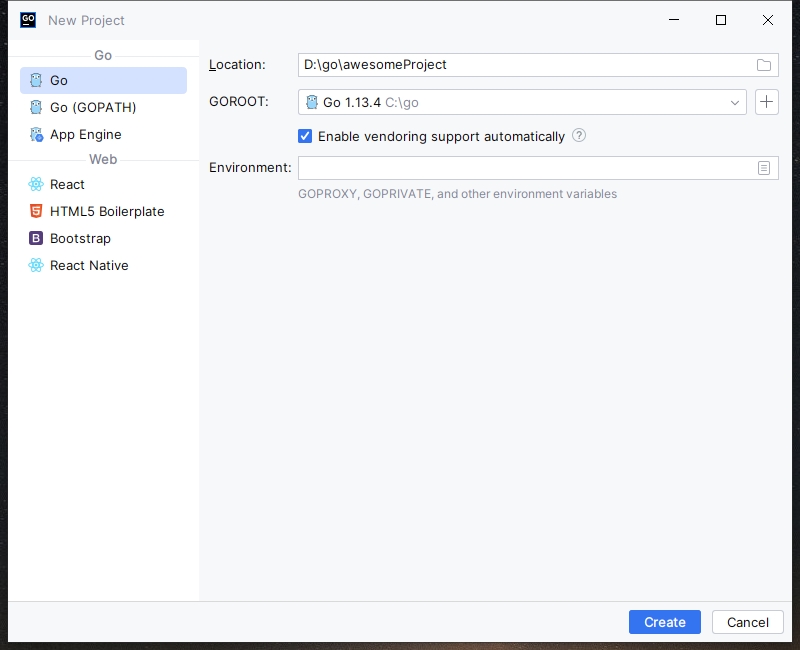 GO New Project
Go
Go
Go (GOPATH)
App Engine
Web
React
HTML5 Boilerplate
Bootstrap
React Native
Location: D:\go\awesomeProject
GOROOT: Go 1.13.4 C:\go
Enable vendoring support automatically ?
Environment:
GOPROXY, GOPRIVATE, and other environment variables
Create Cancel